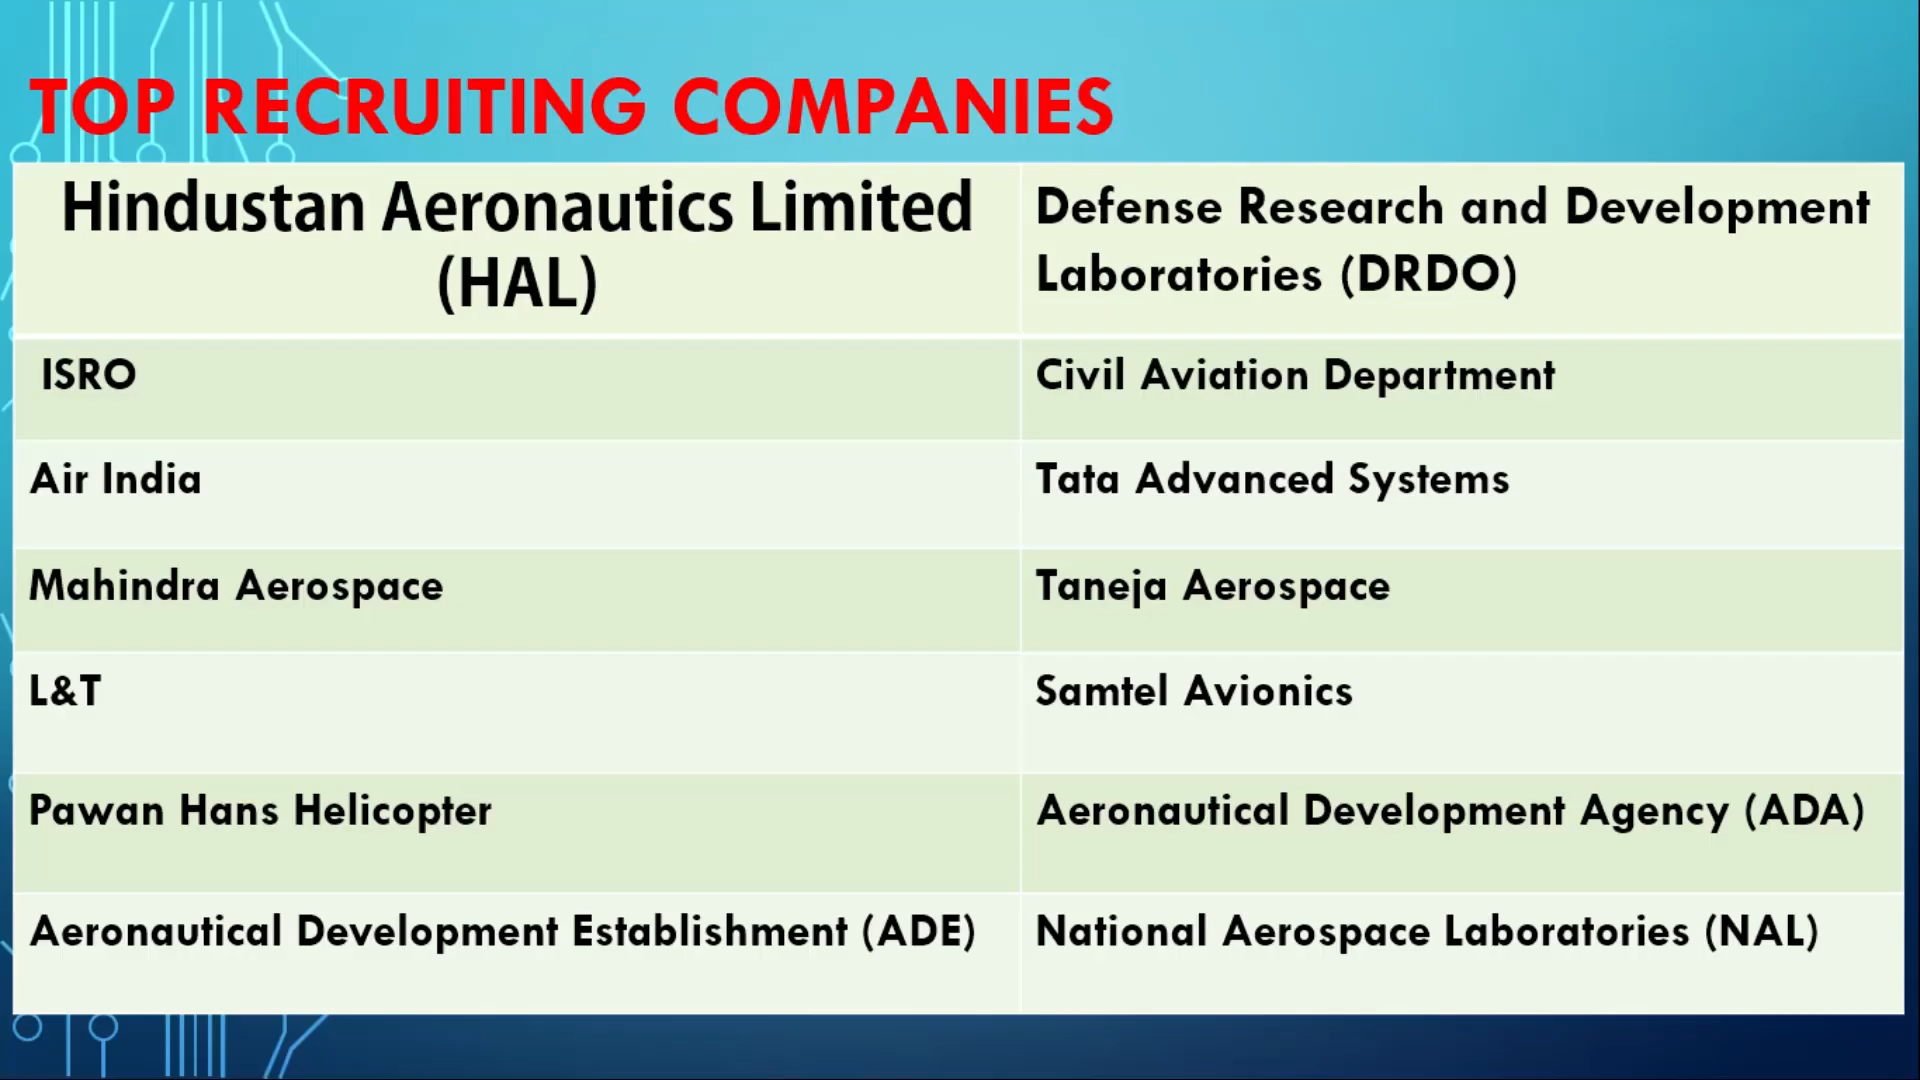 TOP RECRUITING COMPANIES
Hindustan Aeronautics Limited
(HAL)
Defense Research and Development
Laboratories (DRDO)
ISRO
Civil Aviation Department
Air India
Tata Advanced Systems
Mahindra Aerospace
Taneja Aerospace
L&T
Samtel Avionics
Pawan Hans Helicopter
Aeronautical Development Agency (ADA)
Aeronautical Development Establishment (ADE)
National Aerospace Laboratories (NAL)